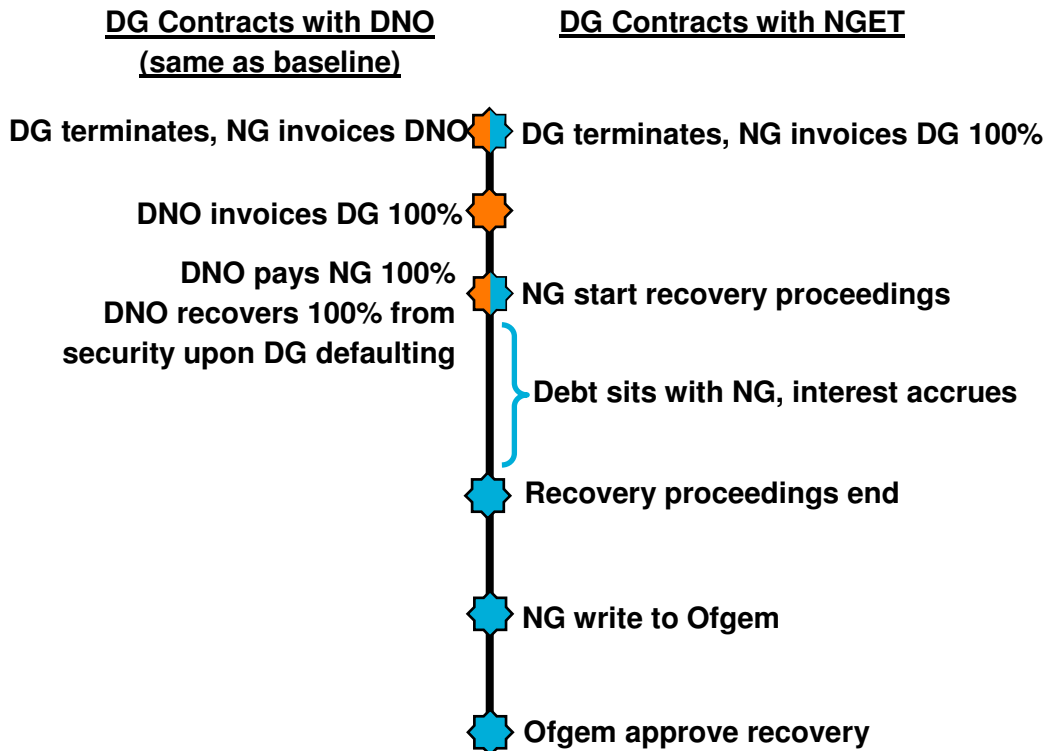 DG Contracts with DNO
(same as baseline)
DG Contracts with NGET
DG terminates, NG invoices DNO
DG terminates, NG invoices DG 100%
DNO invoices DG 100%
DNO pays NG 100%
DNO recovers 100% from
security upon DG defaulting
NG start recovery proceedings
Debt sits with NG, interest accrues
Recovery proceedings end
NG write to Ofgem
Ofgem approve recovery